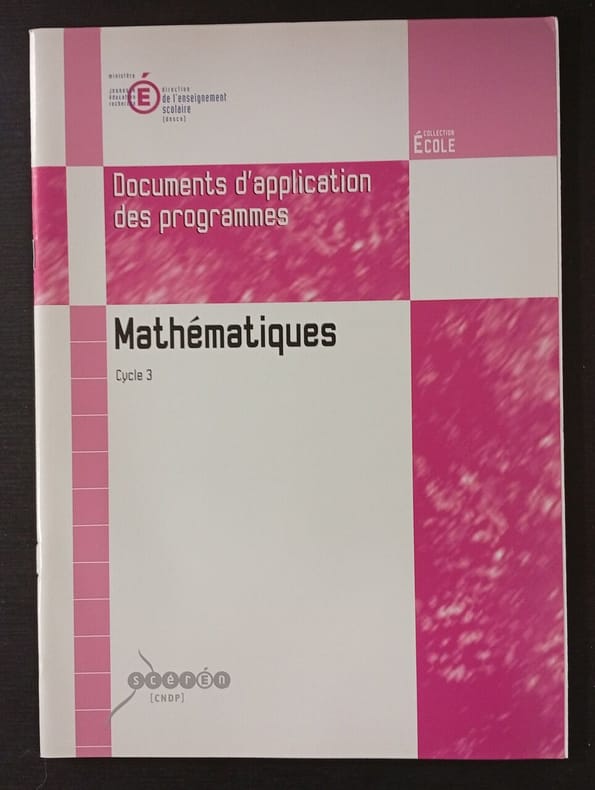 ministère
jeunesse
éducation
recherche
É
direction
de l'enseignement
scolaire
[desco]
COLLECTION
ÉCOLE
Documents d'application
des programmes
Mathématiques
Cycle 3
scérÉn
[CNDP]